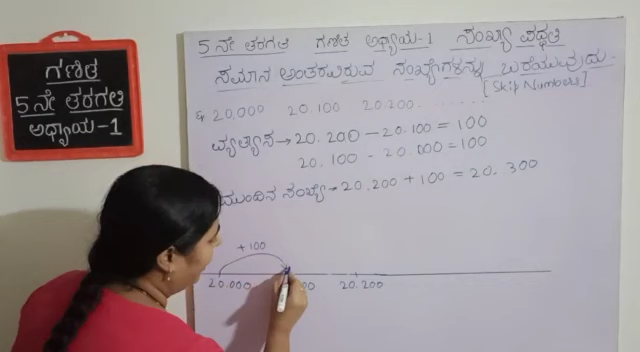 ಗಣಿತ
5 ನೇ ತರಗತಿ
ಅಧ್ಯಾಯ-1
5 ನೇ ತರಗತಿ ಗಣಿತ ಅಧ್ಯಾಯ-1 ಸಂಖ್ಯಾ ಪದ್ಧತಿ
ಸಮಾನ ಅಂತರವಿರುವ ಸಂಖ್ಯೆಗಳನ್ನು ಬರೆಯುವುದು.
[Skip Numbers]
20,000 20.100 20.200.......
ವ್ಯತ್ಯಾಸ→20.200-20.100=100
20.100-20.000=100
ಮುಂದಿನ ಸಂಖ್ಯೆ→20.200+100=20.300
+100
20.000 00 20.200